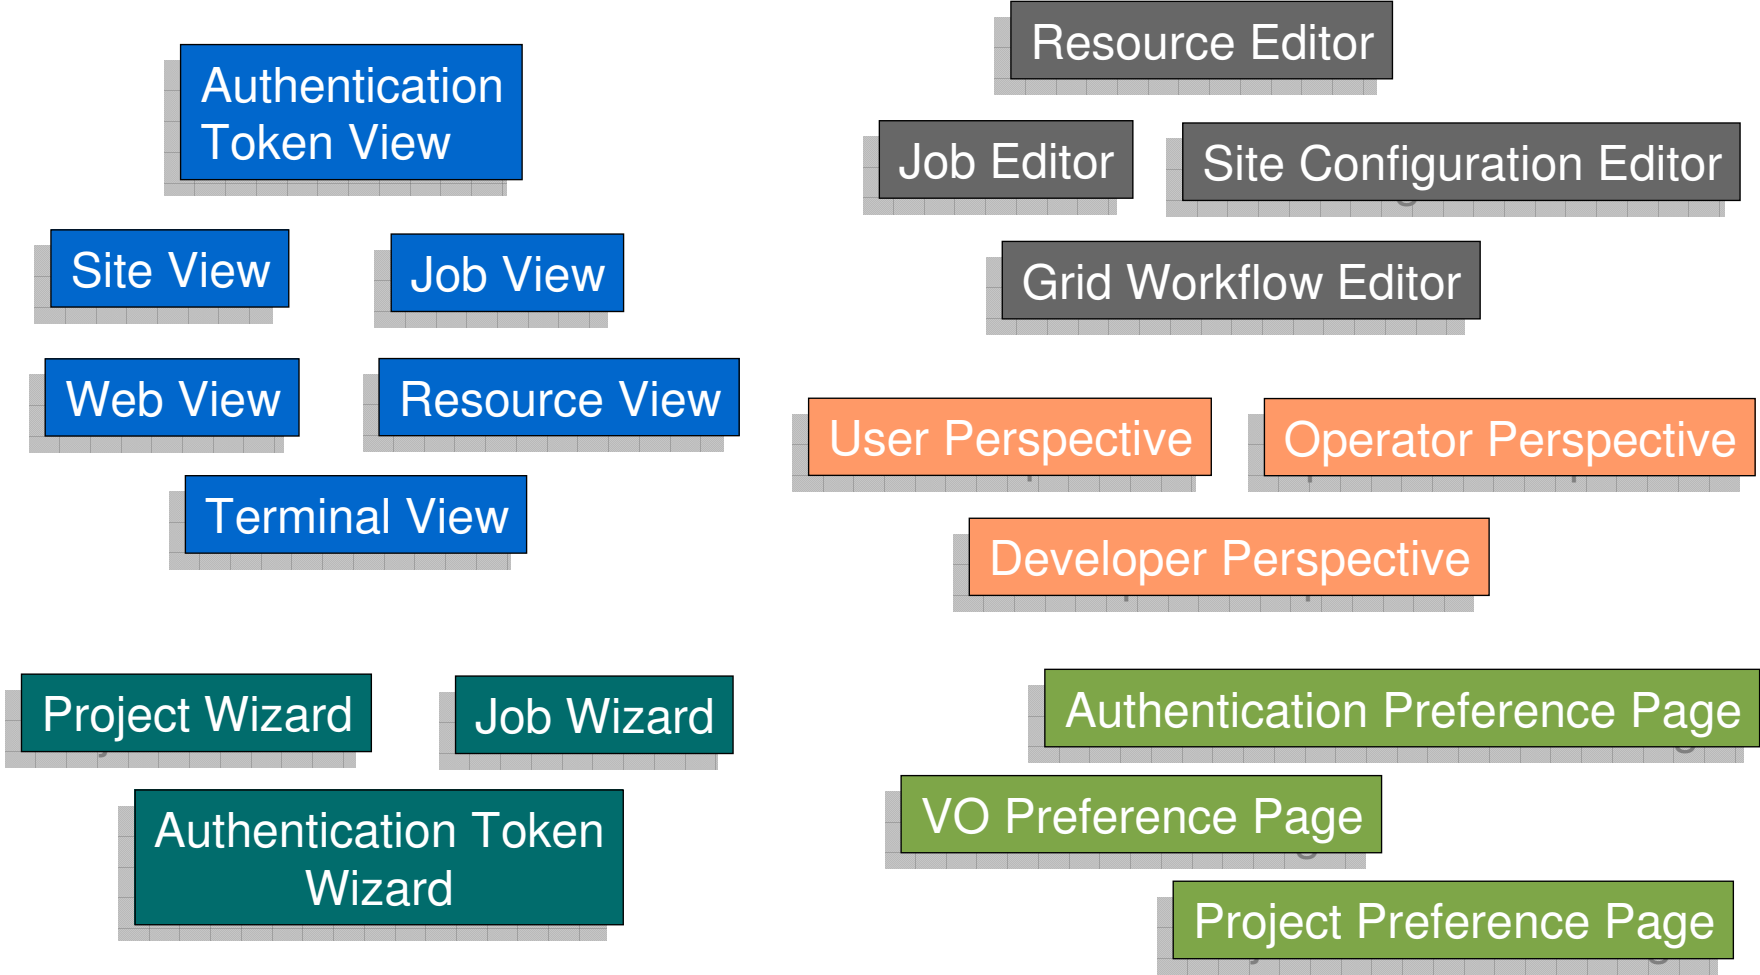 Authentication
Token View
Site View
Job View
Web View
Resource View
Terminal View
Resource Editor
Job Editor
Site Configuration Editor
Grid Workflow Editor
User Perspective
Operator Perspective
Developer Perspective
Project Wizard
Job Wizard
Authentication Token
Wizard
Authentication Preference Page
VO Preference Page
Project Preference Page